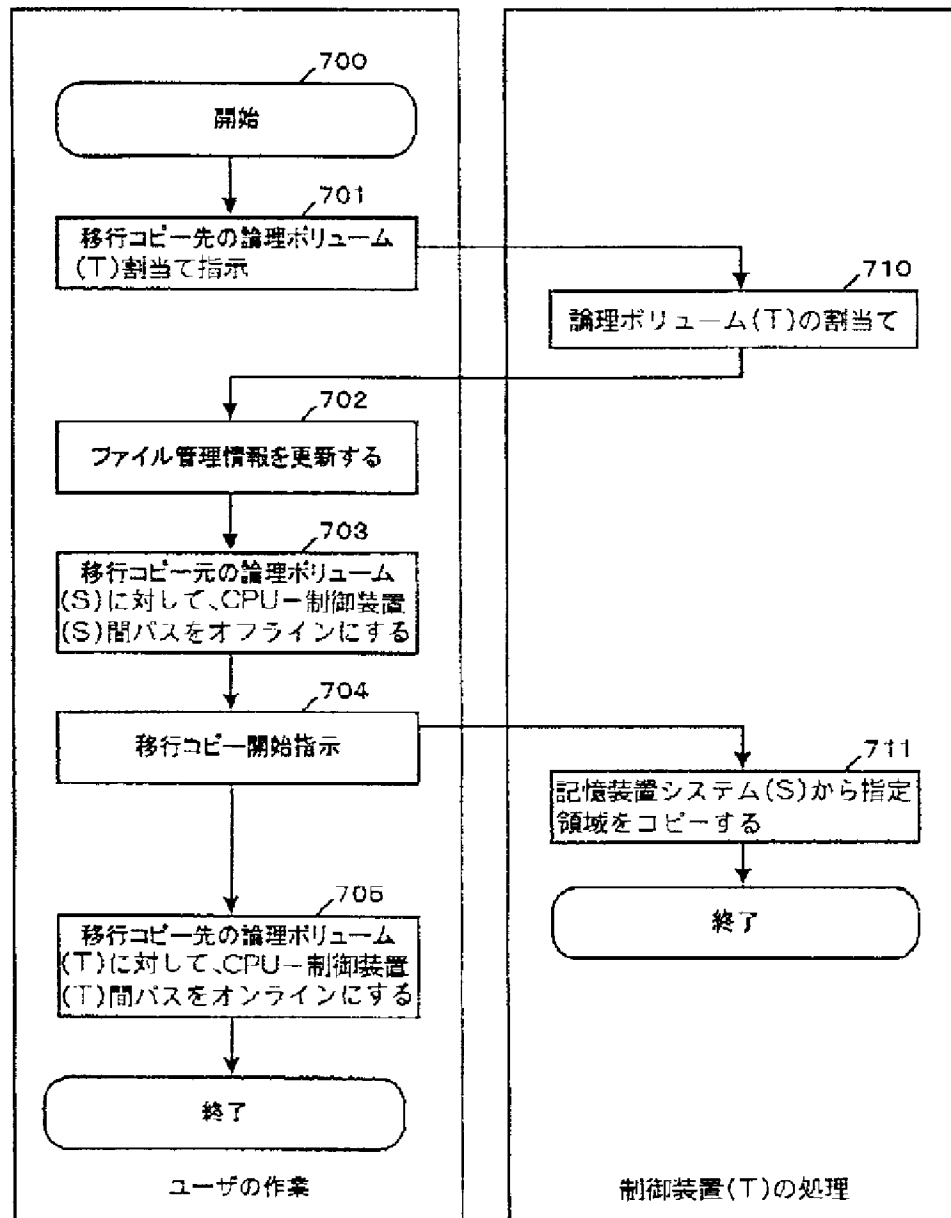 700
開始
701
移行コピー先の論理ボリューム
(T)割当て指示
710
論理ボリューム(T)の割当て
702
ファイル管理情報を更新する
703
移行コピー元の論理ボリューム
(S)に対して、CPU－制御装置
(S)間パスをオフラインにする
704
移行コピー開始指示
711
記憶装置システム(S)から指定
領域をコピーする
終了
705
移行コピー先の論理ボリューム
(T)に対して、CPU－制御装置
(T)間パスをオンラインにする
終了
ユーザの作業
制御装置(T)の処理